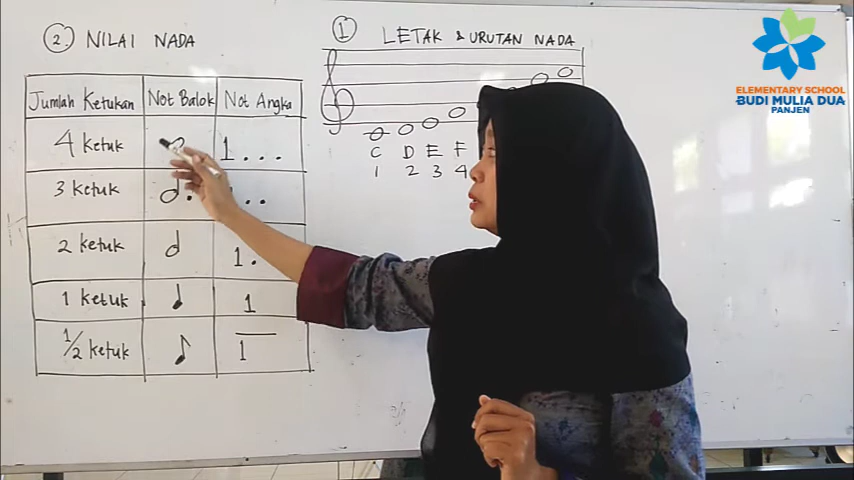 2. NILAI NADA
Jumlah Ketukan Not Balok Not Angka
4 ketuk 1 . . .
3 ketuk . .
2 ketuk 1 .
1 ketuk 1
1/2 ketuk 1
1 LETAK & URUTAN NADA
C D E F
1 2 3 4
ELEMENTARY SCHOOL
BUDI MULIA DUA
PANJEN